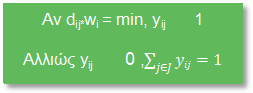 Αν dij*wi = min, yij 1
Αλλιώς yij 0 ,∑j∈J yij = 1